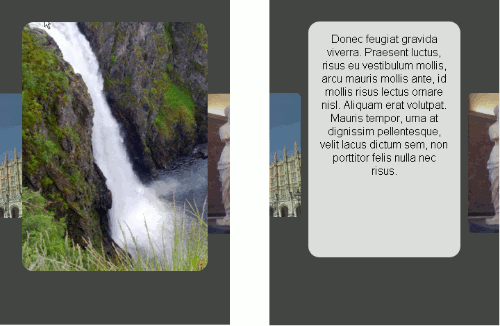 Donec feugiat gravida
viverra. Praesent luctus,
risus eu vestibulum mollis,
arcu mauris mollis ante, id
mollis risus lectus ornare
nisl. Aliquam erat volutpat.
Mauris tempor, urna at
dignissim pellentesque,
velit lacus dictum sem, non
porttitor felis nulla nec
risus.